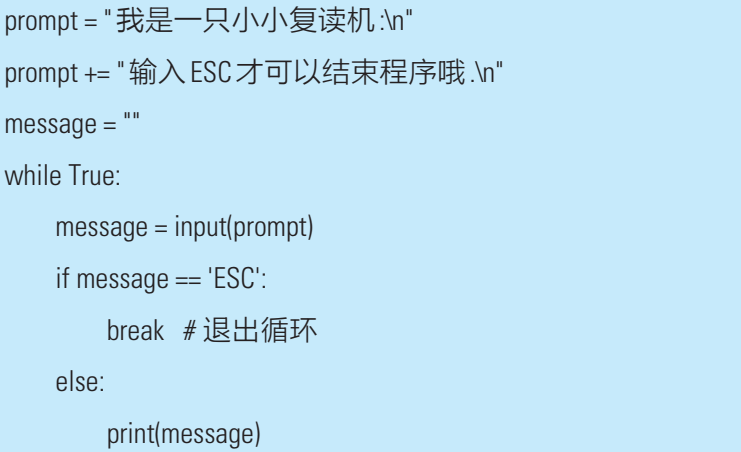 prompt = "我是一只小小复读机:\n"
prompt += "输入ESC才可以结束程序哦.\n"
message = ""
while True:
    message = input(prompt)
    if message == 'ESC':
        break   # 退出循环
    else:
        print(message)